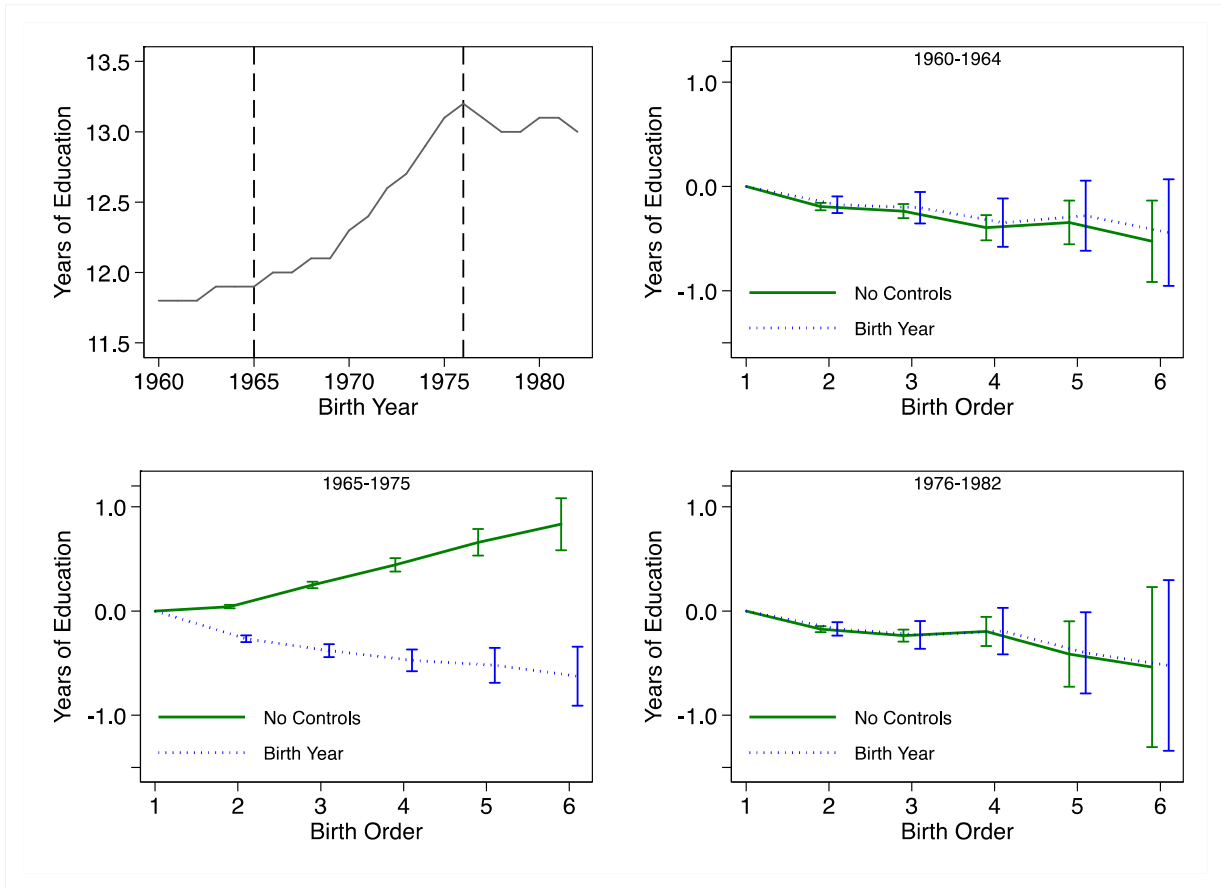 Years of Education
13.5
13.0
12.5
12.0
11.5
1960 1965 1970 1975 1980
Birth Year
1960-1964
Years of Education
1.0
0.0
-1.0
No Controls
Birth Year
1 2 3 4 5 6
Birth Order
1965-1975
Years of Education
1.0
0.0
-1.0
No Controls
Birth Year
1 2 3 4 5 6
Birth Order
1976-1982
Years of Education
1.0
0.0
-1.0
No Controls
Birth Year
1 2 3 4 5 6
Birth Order